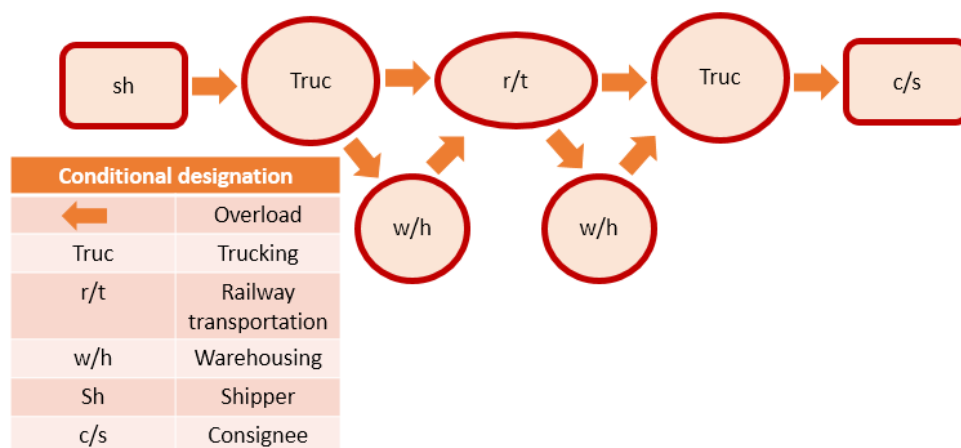 sh
Truc
r/t
Truc
c/s
w/h
w/h
Conditional designation
Overload
Truc Trucking
r/t Railway
transportation
w/h Warehousing
Sh Shipper
c/s Consignee